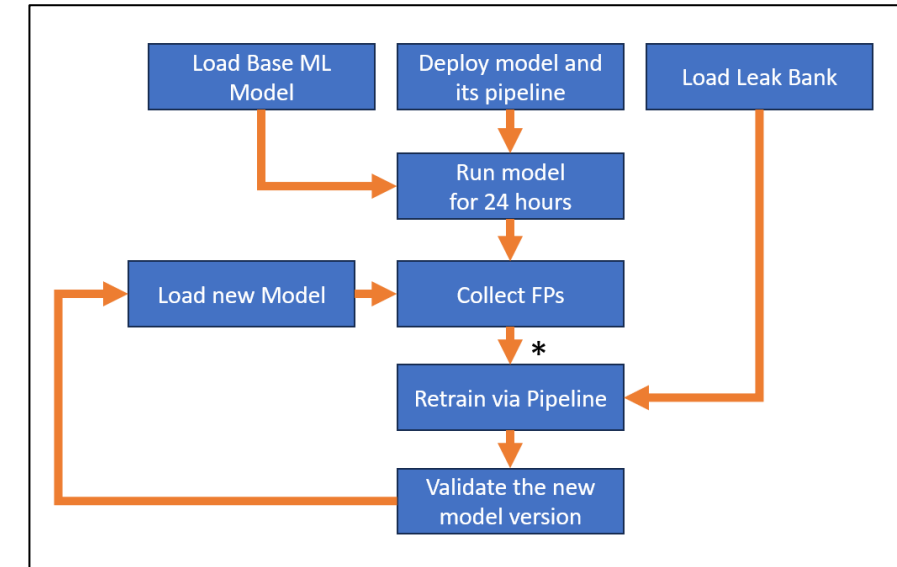 Load Base ML
Model
Deploy model and
its pipeline
Load Leak Bank
Run model
for 24 hours
Load new Model
Collect FPs
*
Retrain via Pipeline
Validate the new
model version